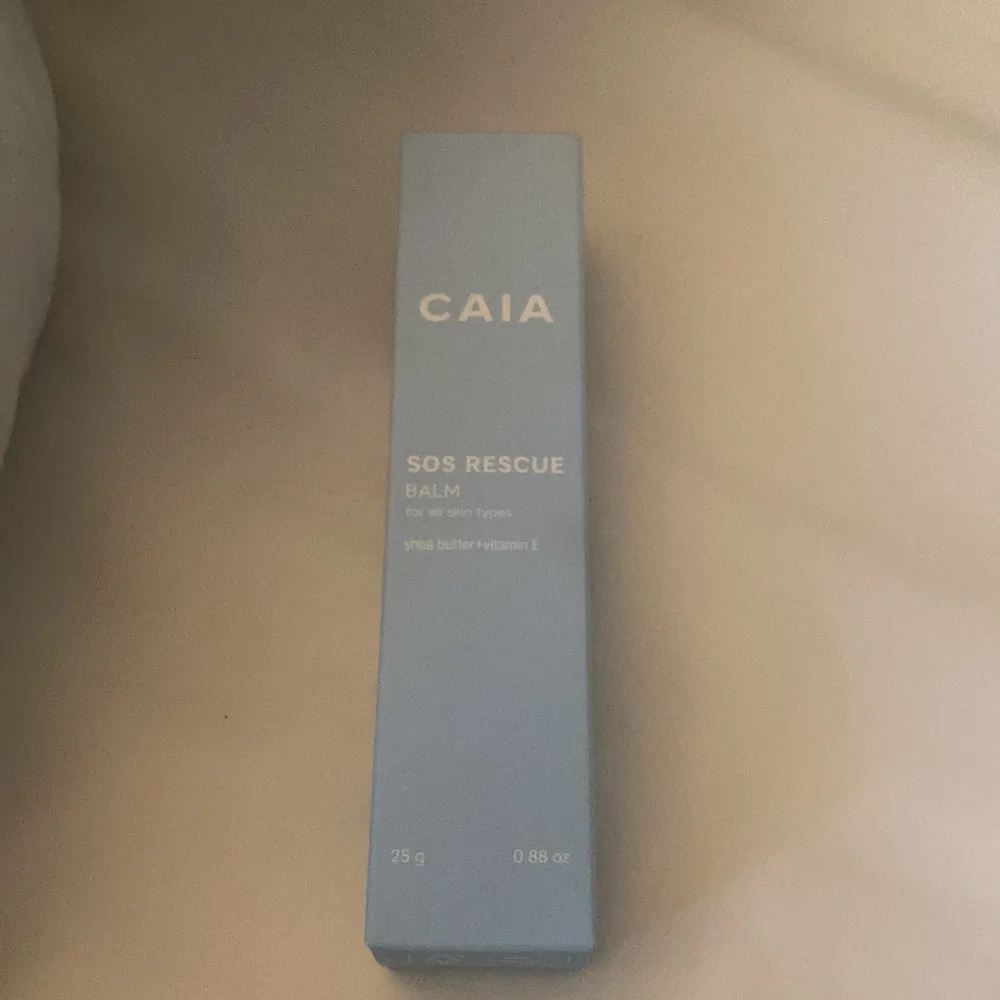 CAIA
SOS RESCUE
BALM
for all skin types
shea butter+vitamin E
25 g 0.88 oz